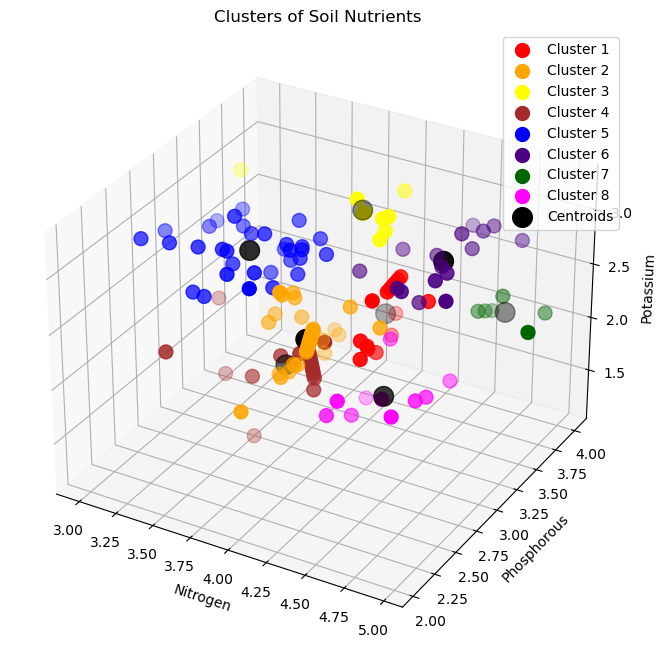 Clusters of Soil Nutrients
Cluster 1
Cluster 2
Cluster 3
Cluster 4
Cluster 5
Cluster 6
Cluster 7
Cluster 8
Centroids
3.0
2.5
2.0
1.5
Potassium
4.00
3.75
3.50
3.25
3.00
2.75
2.50
2.25
2.00
Phosphorous
3.00
3.25
3.50
3.75
4.00
4.25
4.50
4.75
5.00
Nitrogen